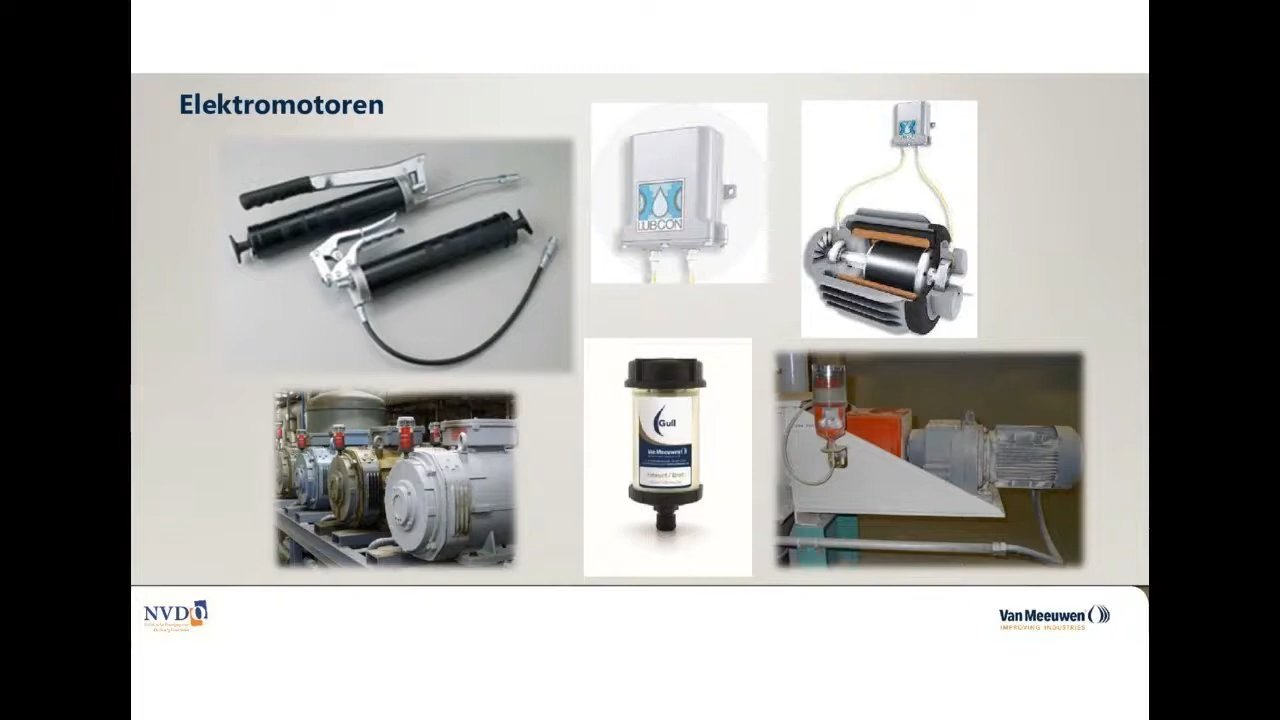 Elektromotoren
LUBCON
Gull
Van Meeuwen
NVDO
Van Meeuwen
IMPROVING INDUSTRIES